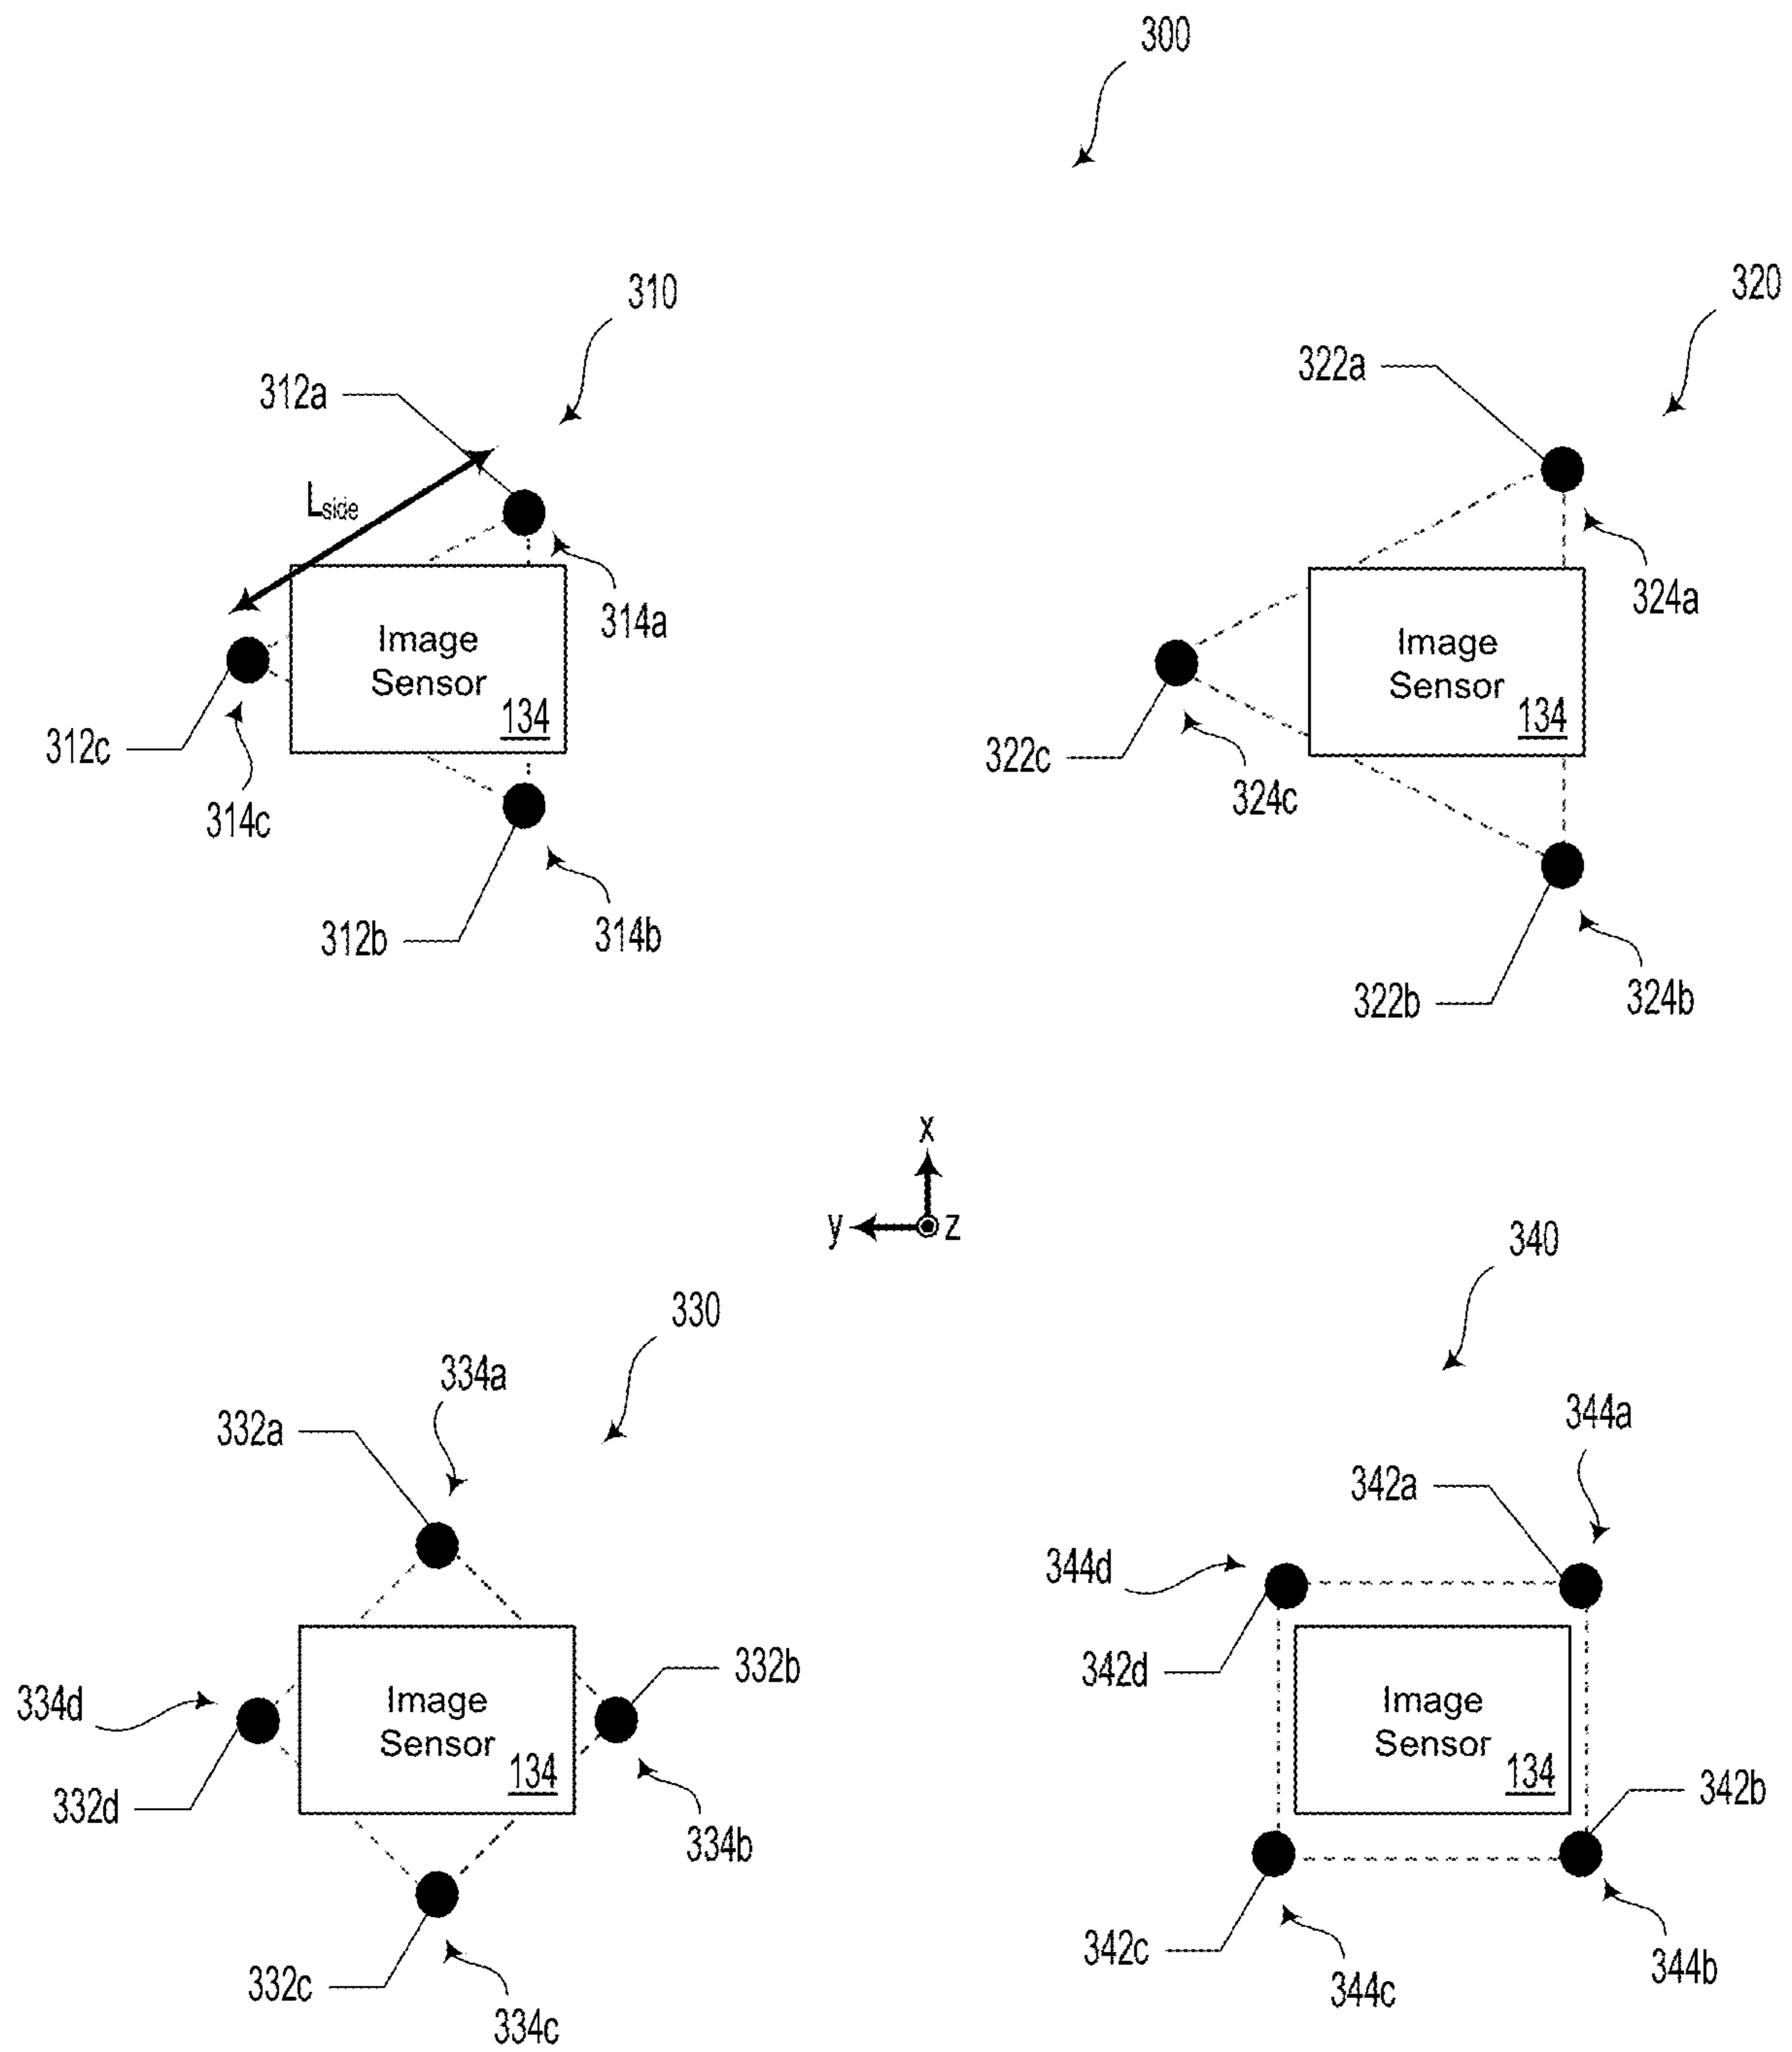 300
310
320
312a
322a
Lside
314a
324a
Image
Sensor
134
Image
Sensor
134
312c
322c
314c
324c
312b
314b
322b
324b
x
y
z
330
340
334a
332a
344a
342a
344d
342d
334d
332b
Image
Sensor
134
Image
Sensor
134
332d
334b
342b
342c
344b
332c
344c
334c